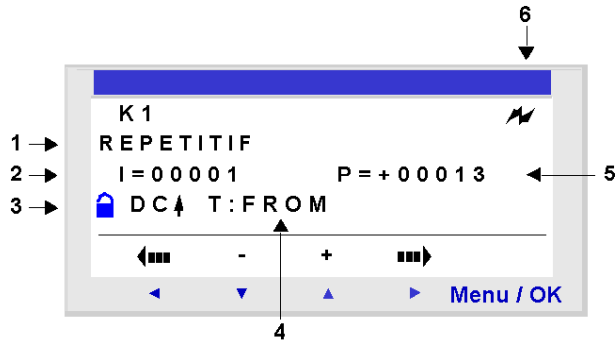 6
K1
1 REPETITIF
2 I=00001 P=+00013 5
3 DC T:FROM
- +
Menu / OK
4